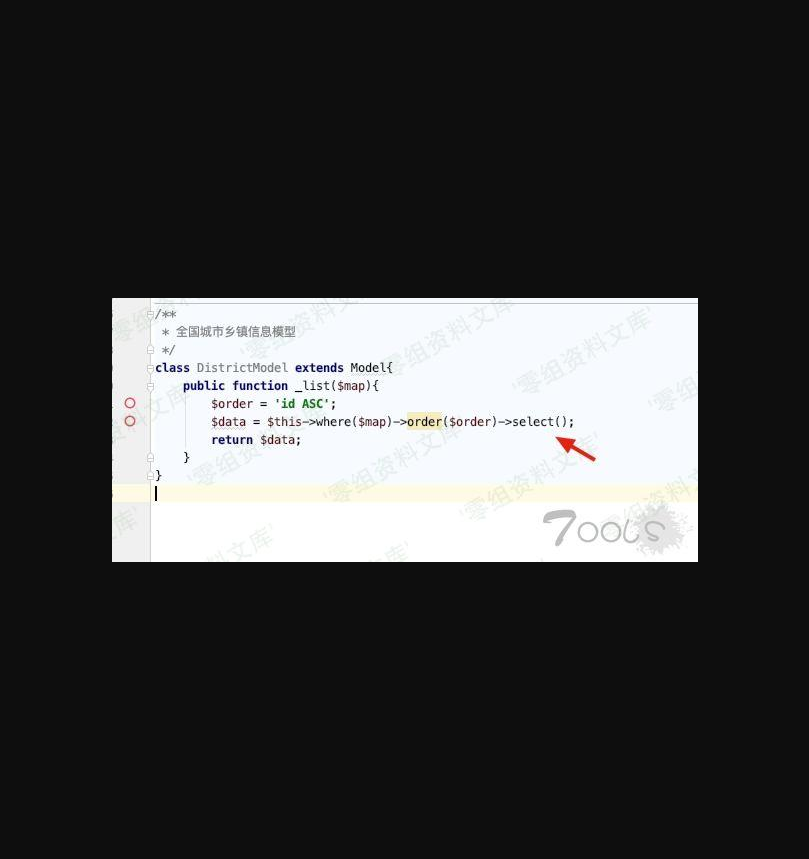 /**
* 全国城市乡镇信息模型
*/
class DistrictModel extends Model{
public function _list($map){
$order = 'id ASC';
$data = $this->where($map)->order($order)->select();
return $data;
}
}
零组资料文库
TOOLS